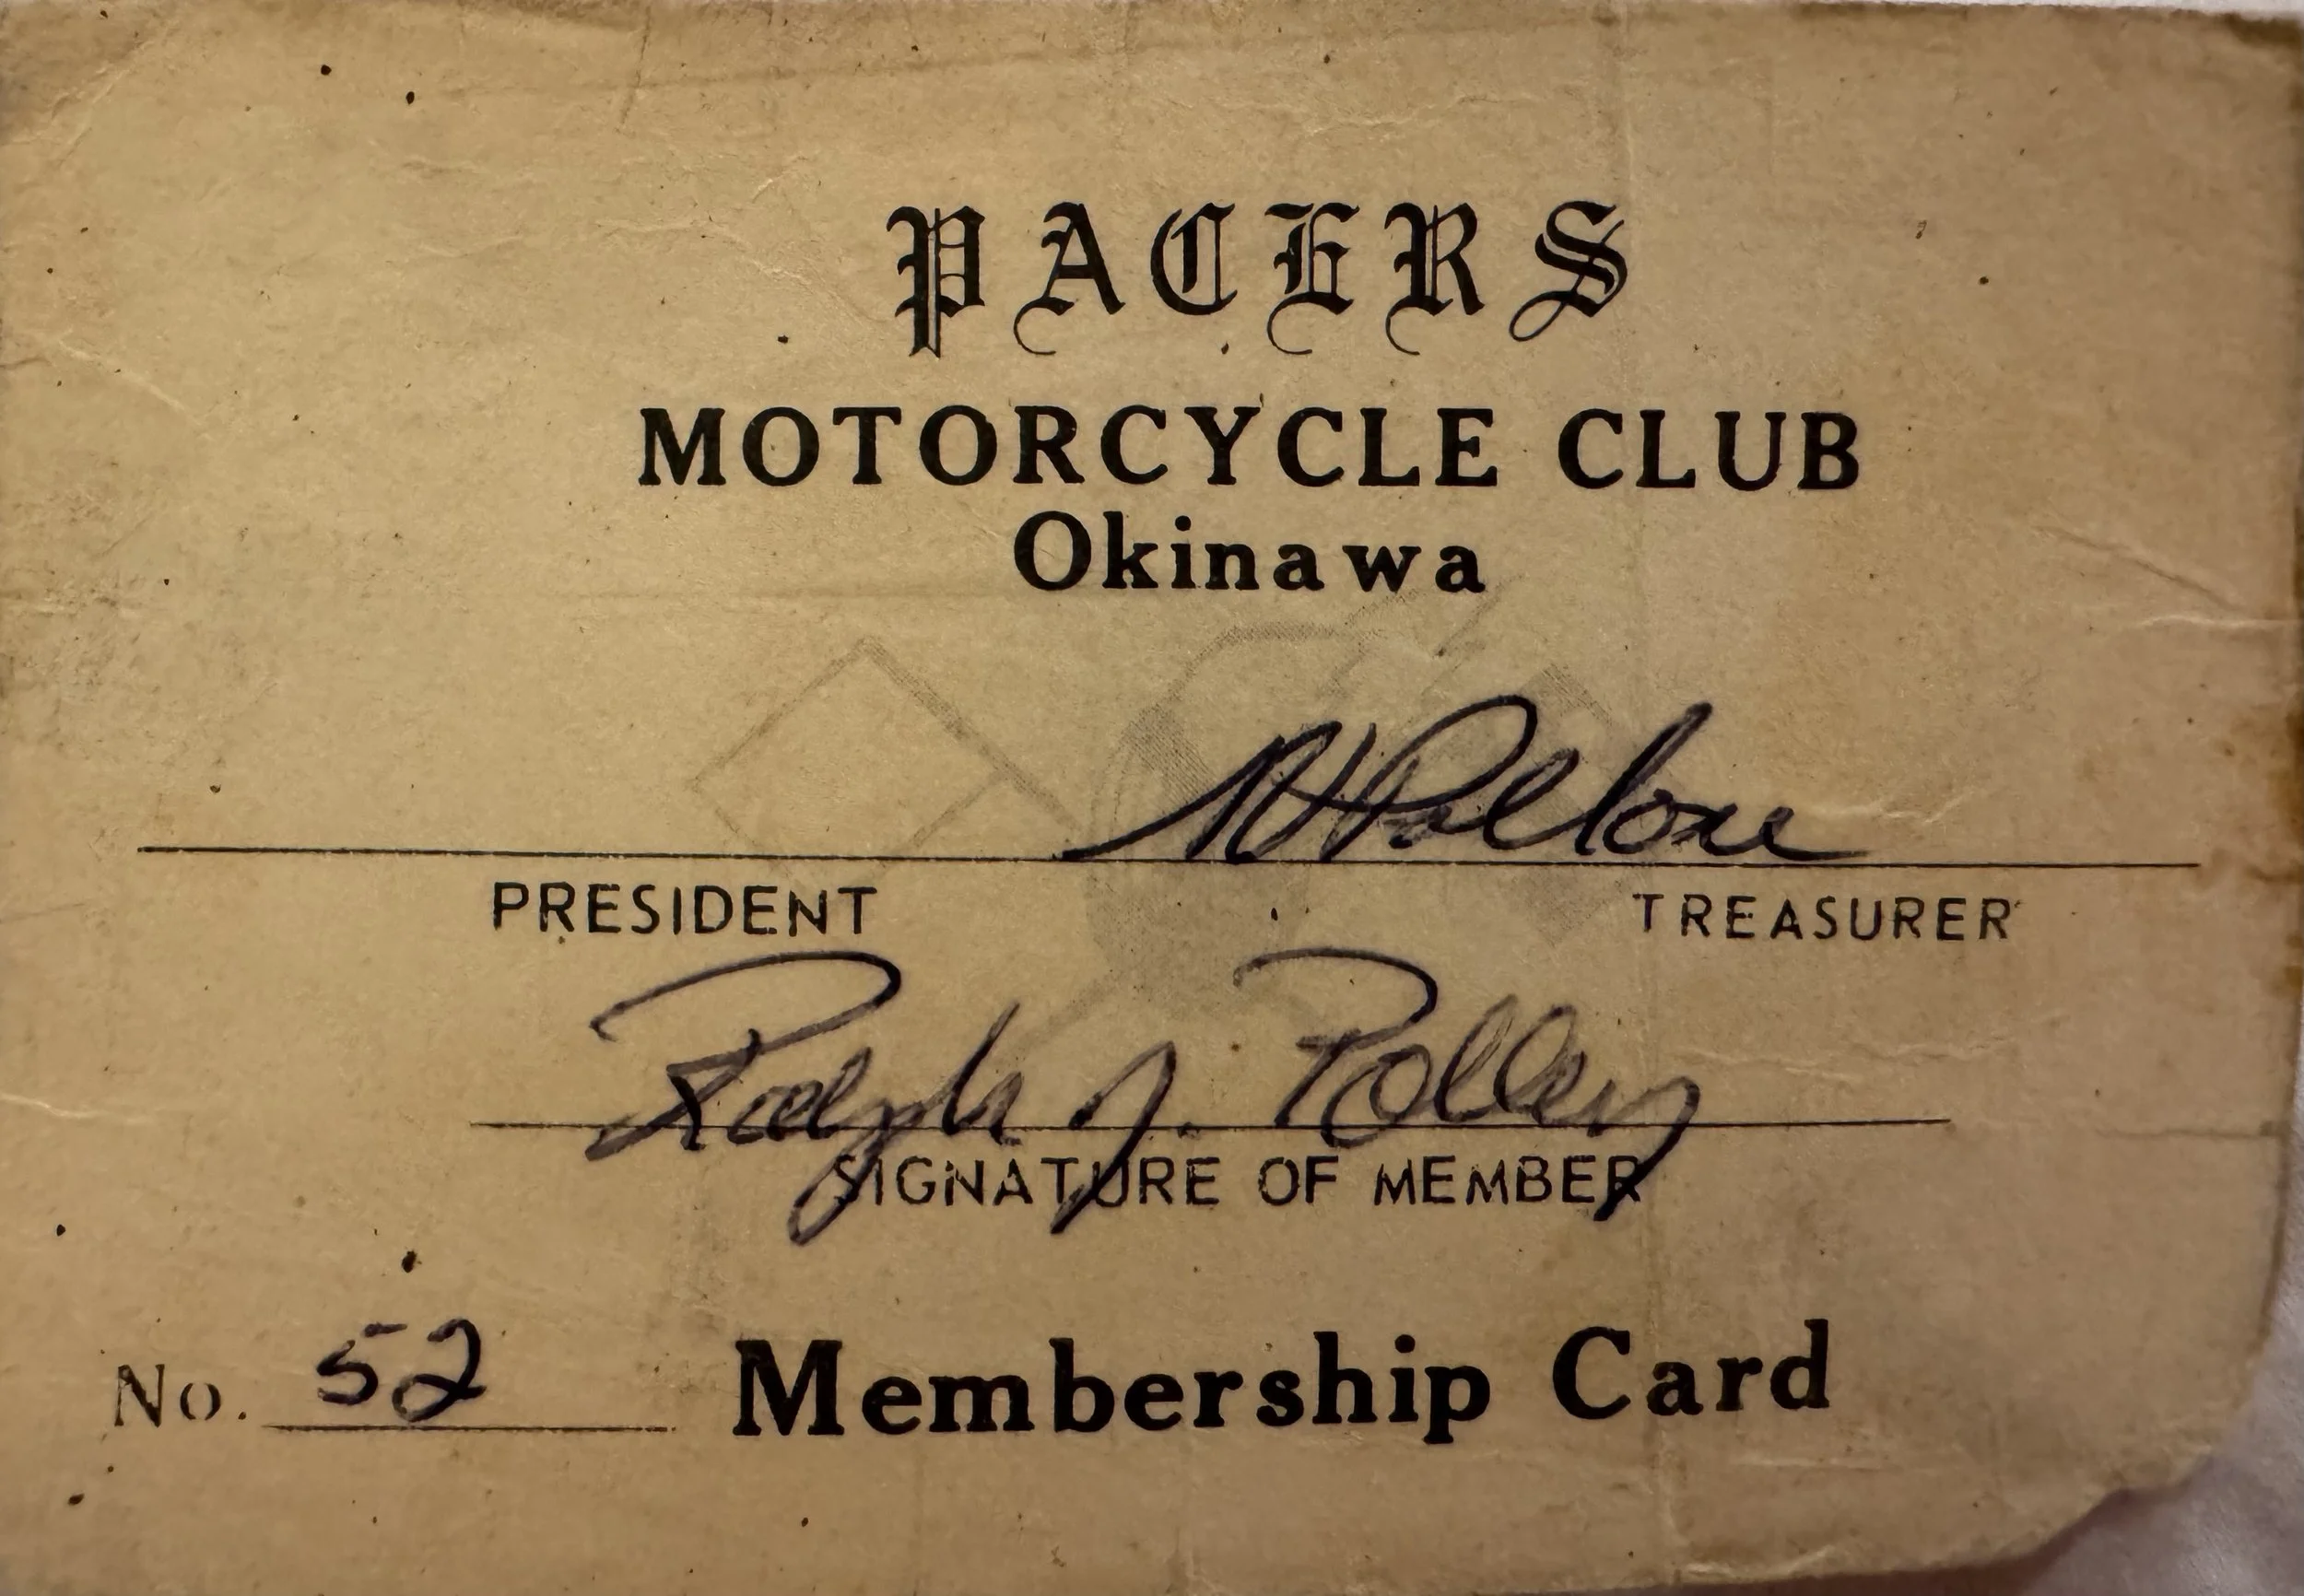 PACERS
MOTORCYCLE CLUB
Okinawa
PRESIDENT TREASURER
Ralph J. Polley
SIGNATURE OF MEMBER
No. 52 Membership Card